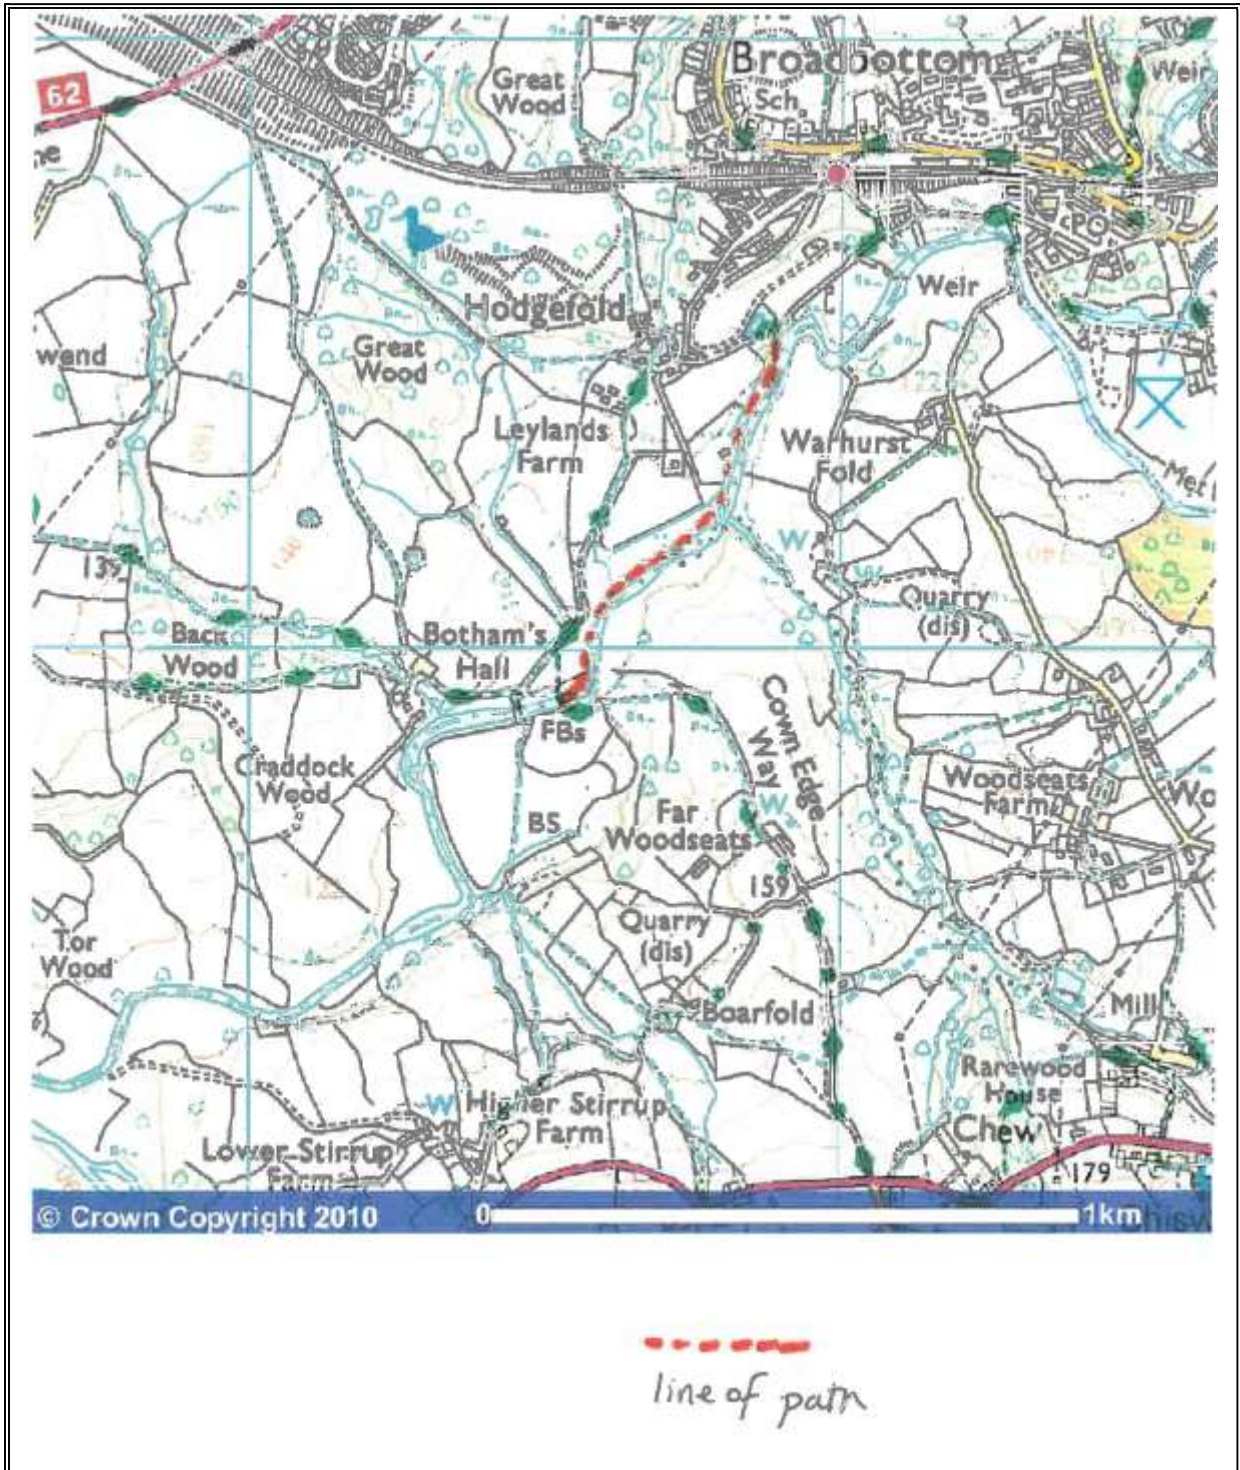 Broadbottom
Great
Wood
Sch.
Weir
62
PO
Weir
Hodgefold
Great
Wood
Leylands
Farm
Warhurst
Fold
W
W
139
Quarry
(dis)
Back
Wood
Botham's
Hall
FBs
Cown Edge
Way
Craddock
Wood
Woodseats
Farm
BS
Far
Woodseats
W
159
Quarry
(dis)
Tor
Wood
Boarfold
Mill
Rarewood
House
W
Higher Stirrup
Farm
Chew
Lower Stirrup
Farm
179
© Crown Copyright 2010
0
1km
line of path